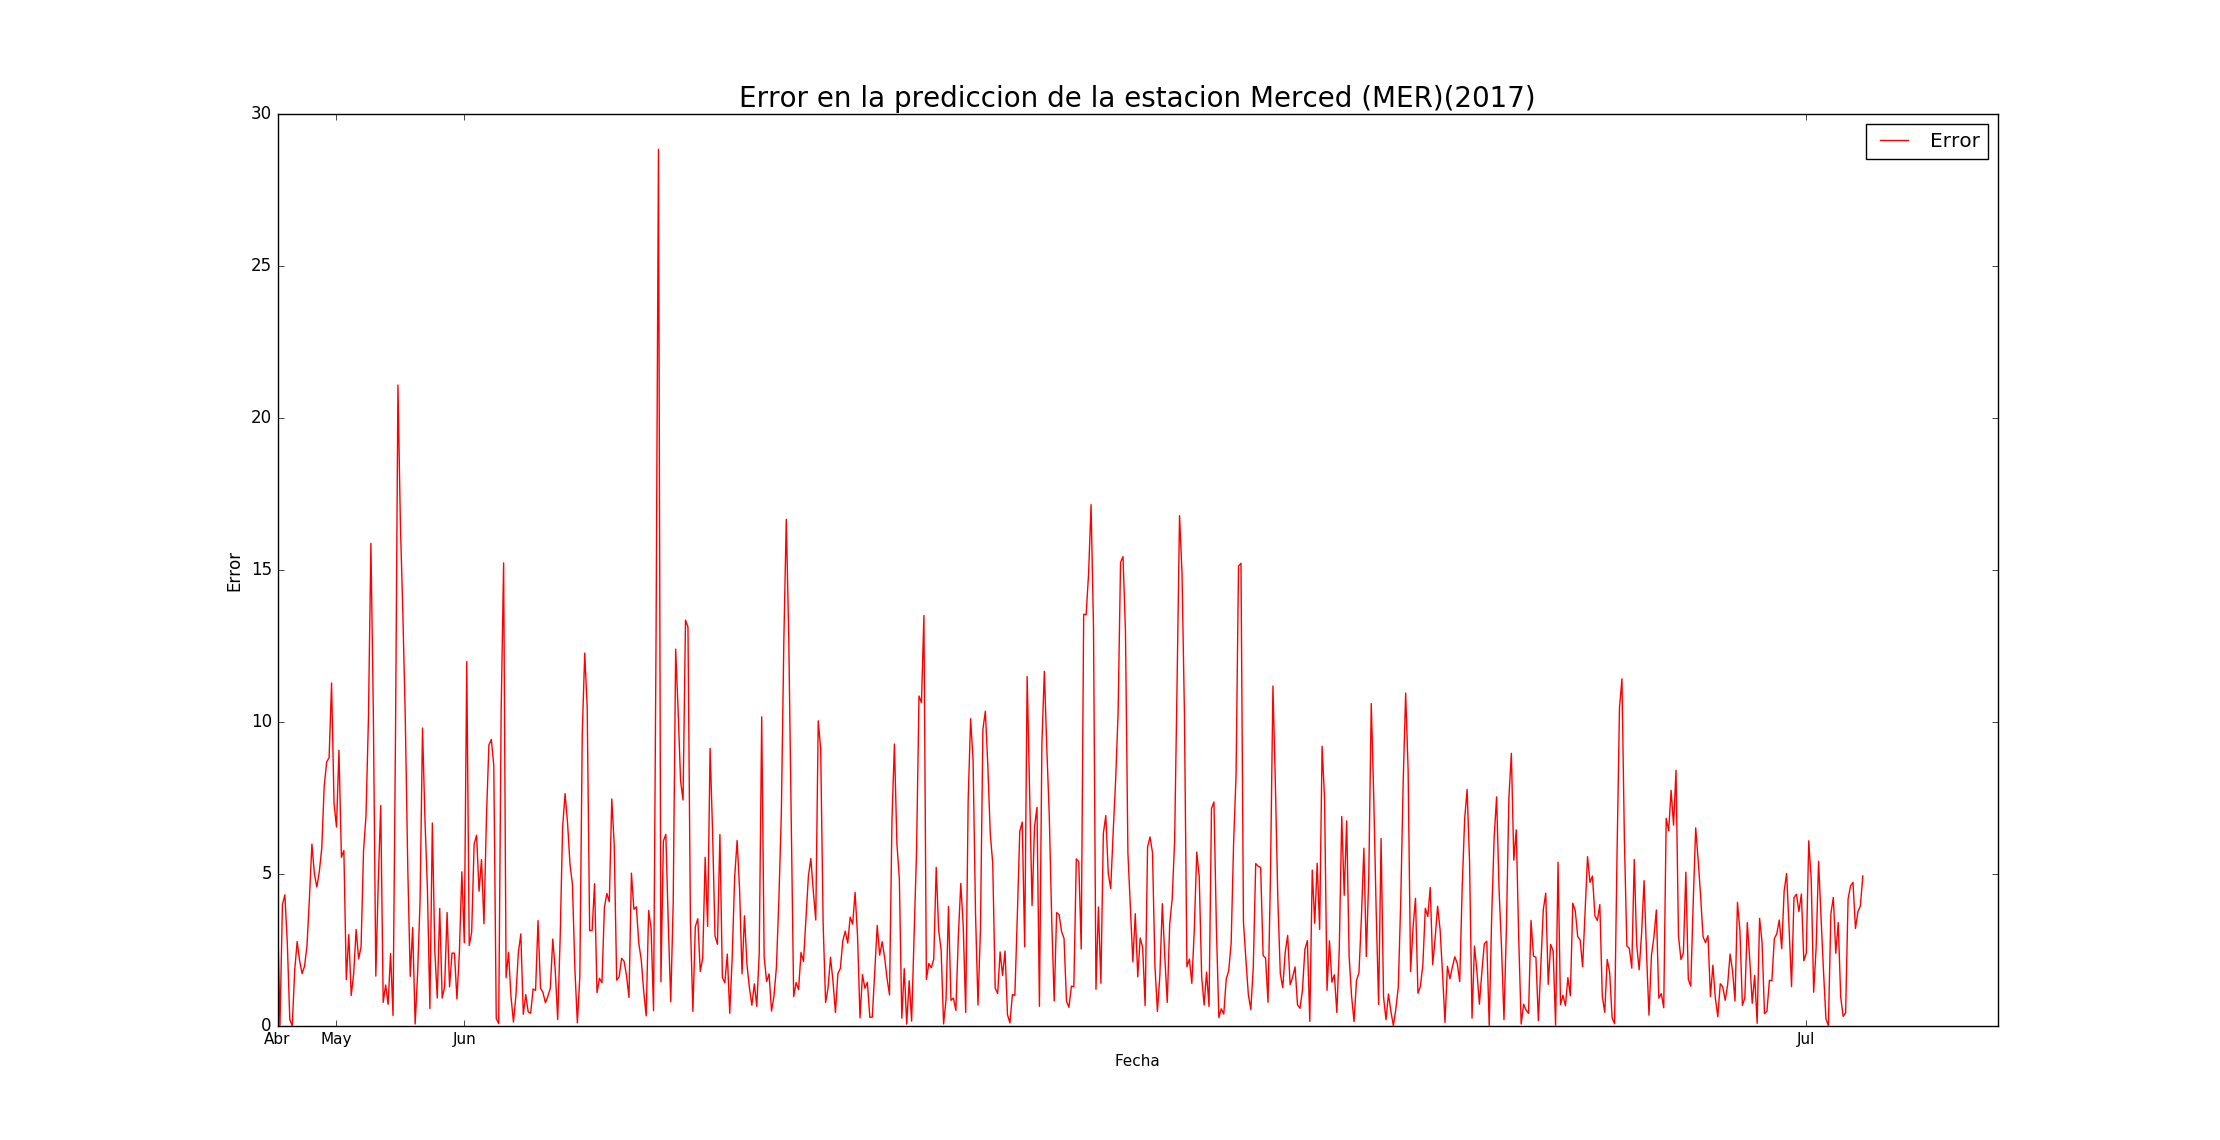 Error en la prediccion de la estacion Merced (MER)(2017)
Error
30
25
20
15
10
5
0
Error
Abr May Jun Jul
Fecha